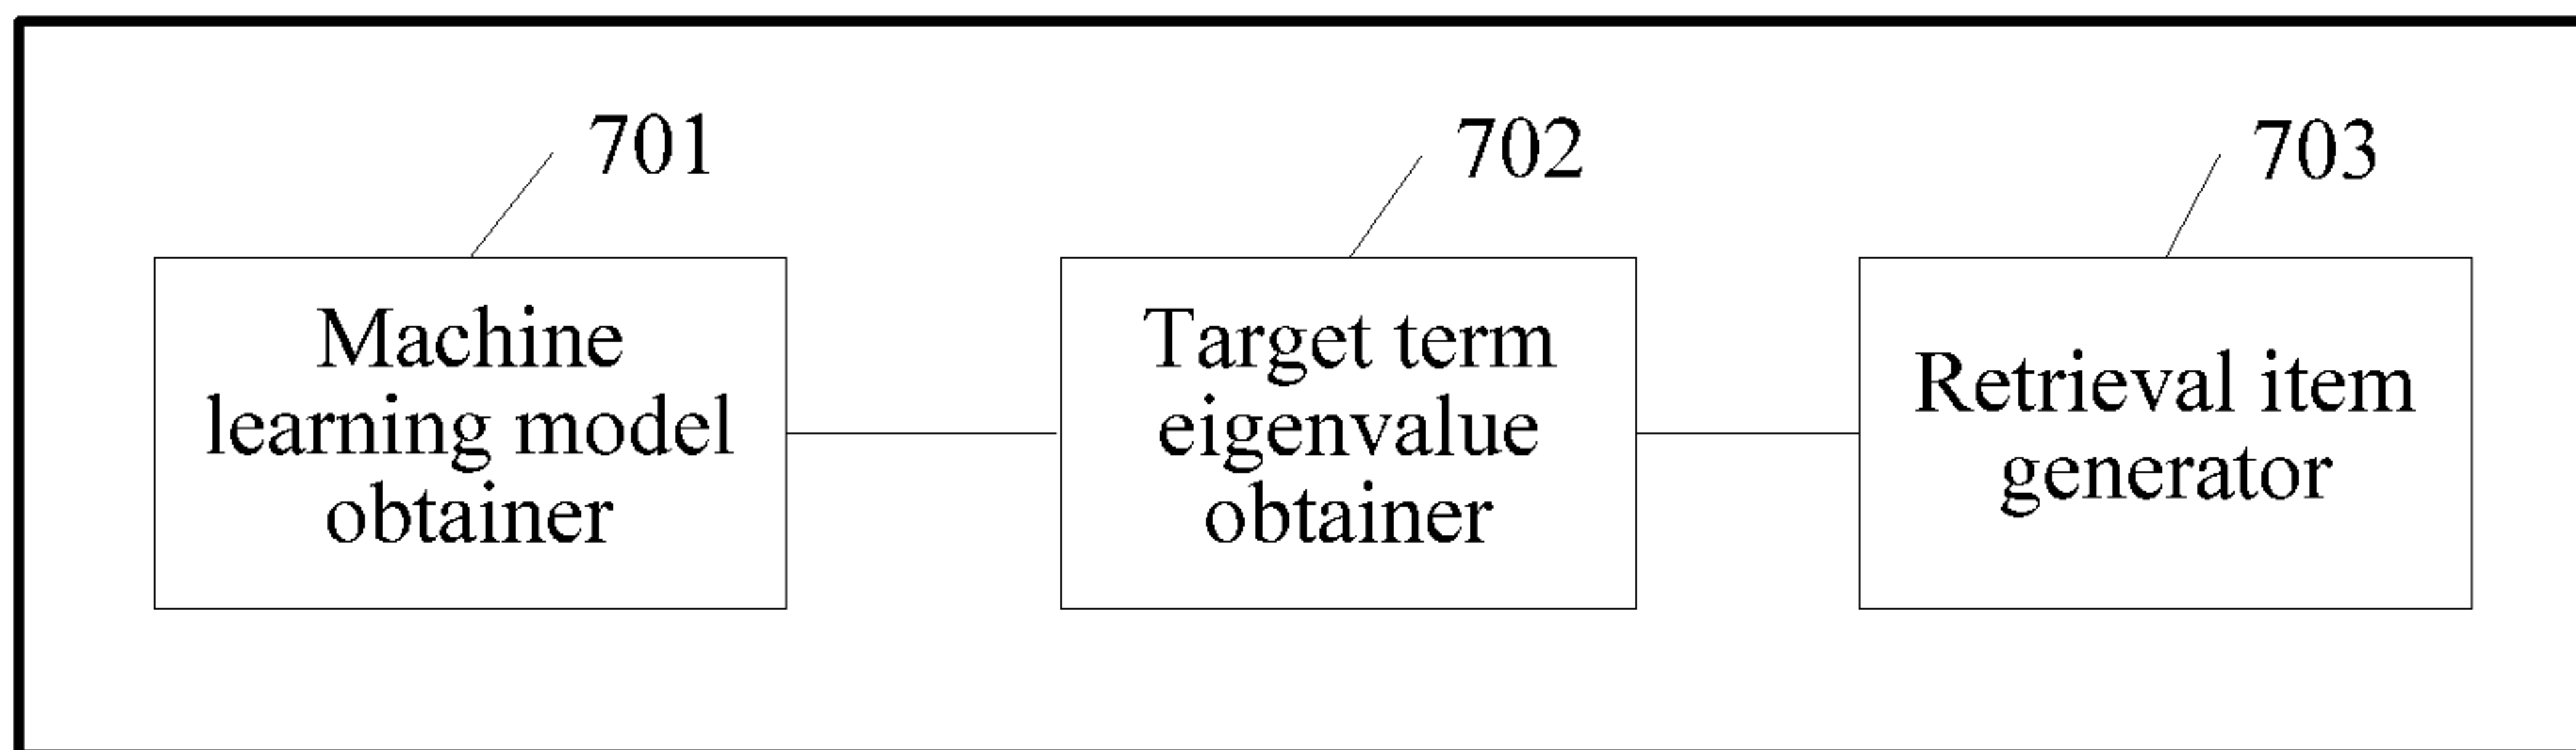 701
702
703
Machine
learning model
obtainer
Target term
eigenvalue
obtainer
Retrieval item
generator